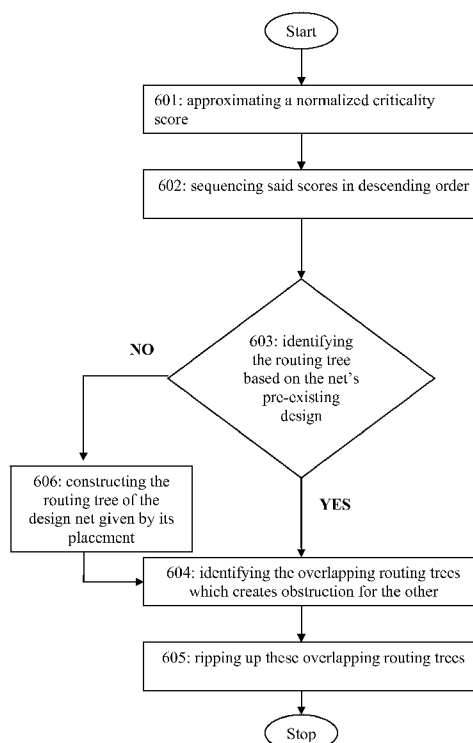 Start
601: approximating a normalized criticality
score
602: sequencing said scores in descending order
603: identifying
the routing tree
based on the net's
pre-existing
design
NO
YES
606: constructing the
routing tree of the
design net given by its
placement
604: identifying the overlapping routing trees
which creates obstruction for the other
605: ripping up these overlapping routing trees
Stop